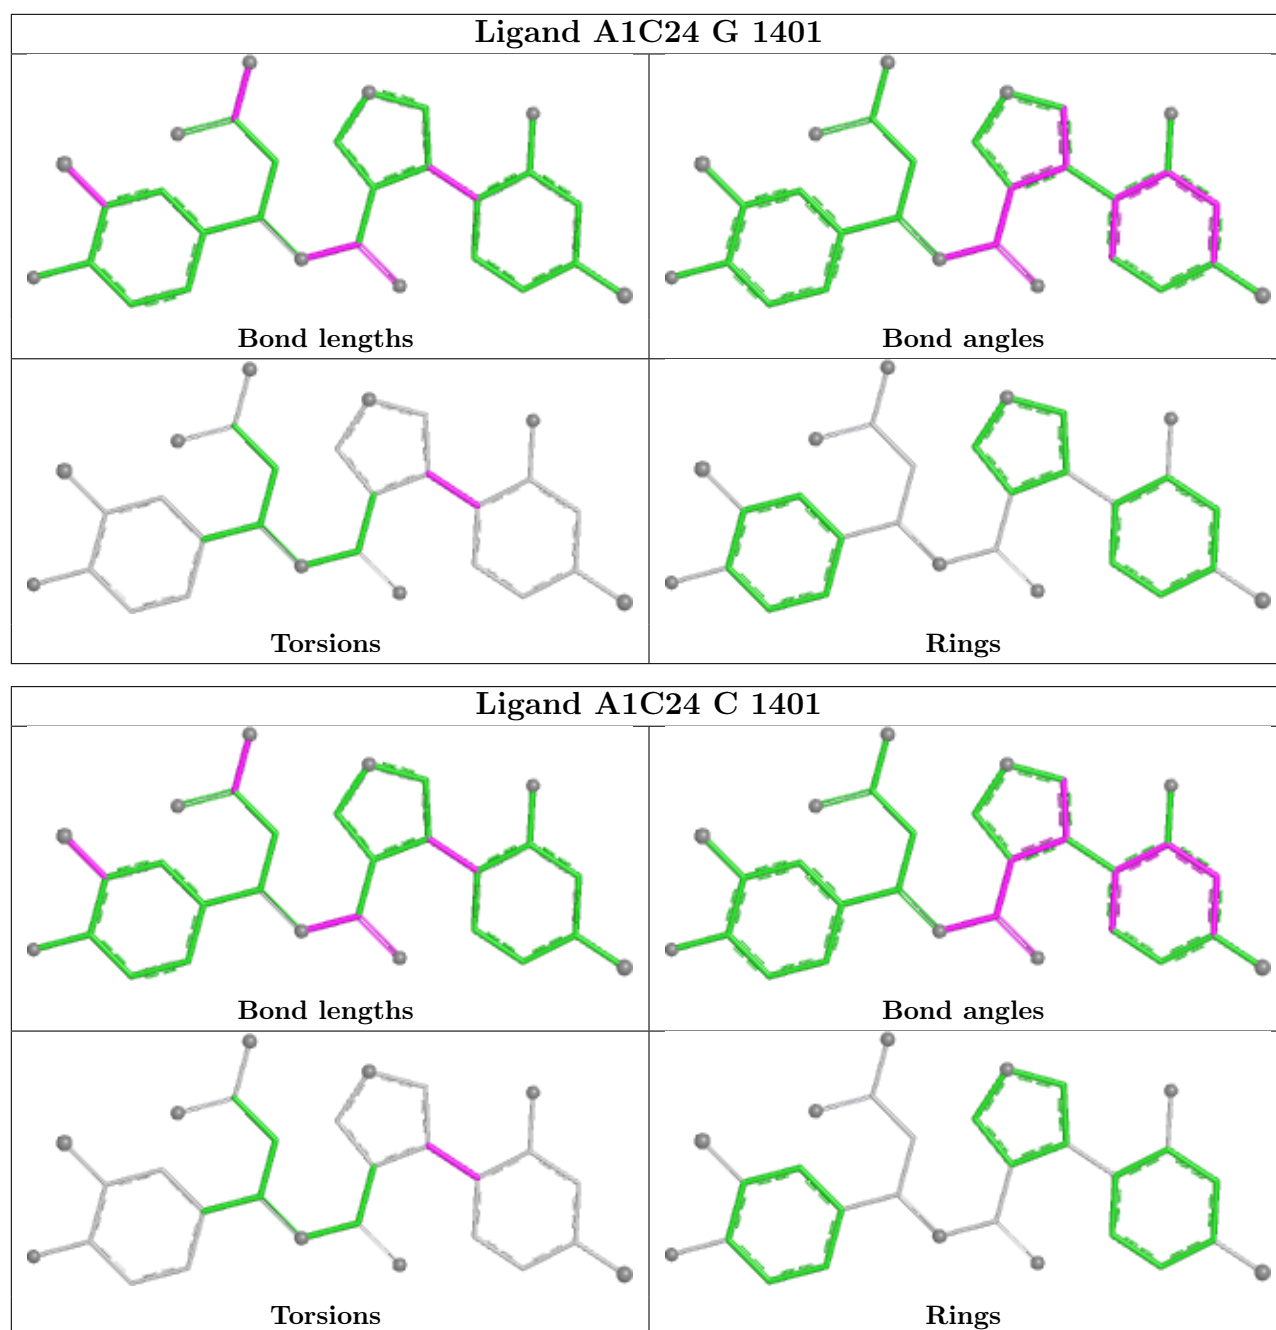 Ligand A1C24 G 1401
Bond lengths
Bond angles
Torsions
Rings
Ligand A1C24 C 1401
Bond lengths
Bond angles
Torsions
Rings